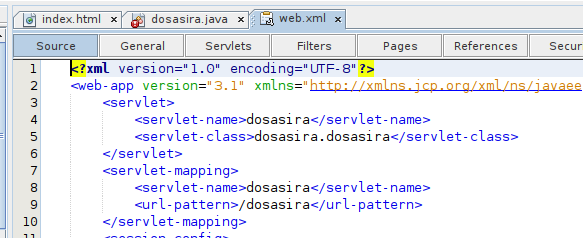 index.html dosasira.java web.xml
Source General Servlets Filters Pages References
1 <?xml version="1.0" encoding="UTF-8"?>
2 <web-app version="3.1" xmlns="http://xmlns.jcp.org/xml/ns/javaee
3 <servlet>
4 <servlet-name>dosasira</servlet-name>
5 <servlet-class>dosasira.dosasira</servlet-class>
6 </servlet>
7 <servlet-mapping>
8 <servlet-name>dosasira</servlet-name>
9 <url-pattern>/dosasira</url-pattern>
10 </servlet-mapping>
11 <session-config>